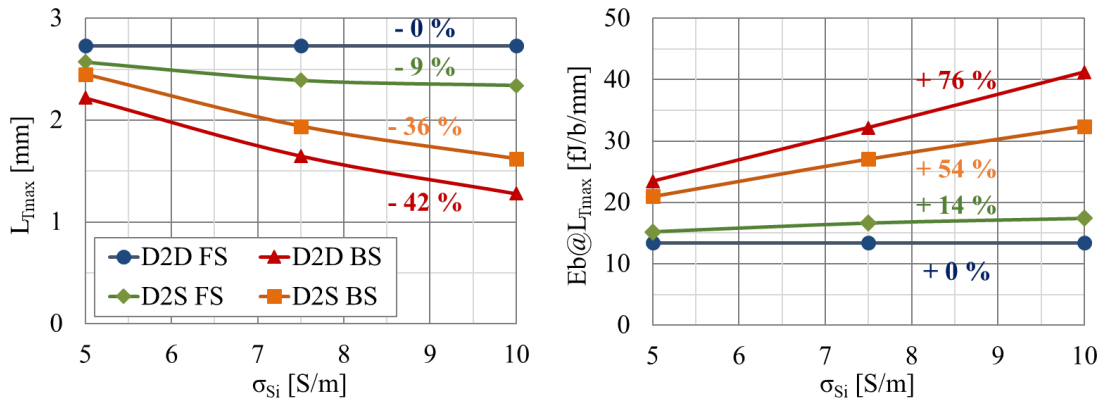 3
2
1
0
L_Tmax [mm]
- 0 %
- 9 %
- 36 %
- 42 %
D2D FS
D2D BS
D2S FS
D2S BS
5
6
7
8
9
10
σ_Si [S/m]
50
40
30
20
10
0
Eb@L_Tmax [fJ/b/mm]
+ 76 %
+ 54 %
+ 14 %
+ 0 %
5
6
7
8
9
10
σ_Si [S/m]